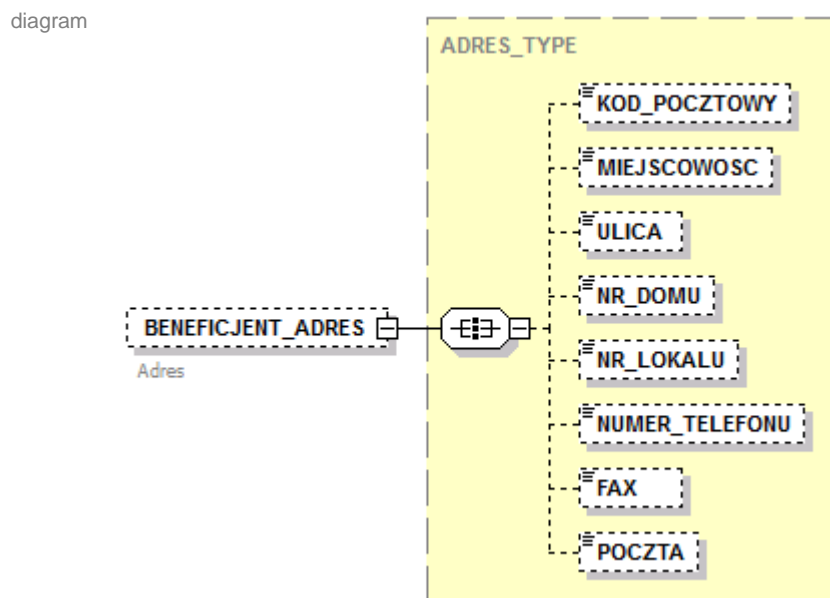 diagram
ADRES_TYPE
KOD_POCZTOWY
MIEJSCOWOSC
ULICA
NR_DOMU
BENEFICJENT_ADRES
Adres
NR_LOKALU
NUMER_TELEFONU
FAX
POCZTA